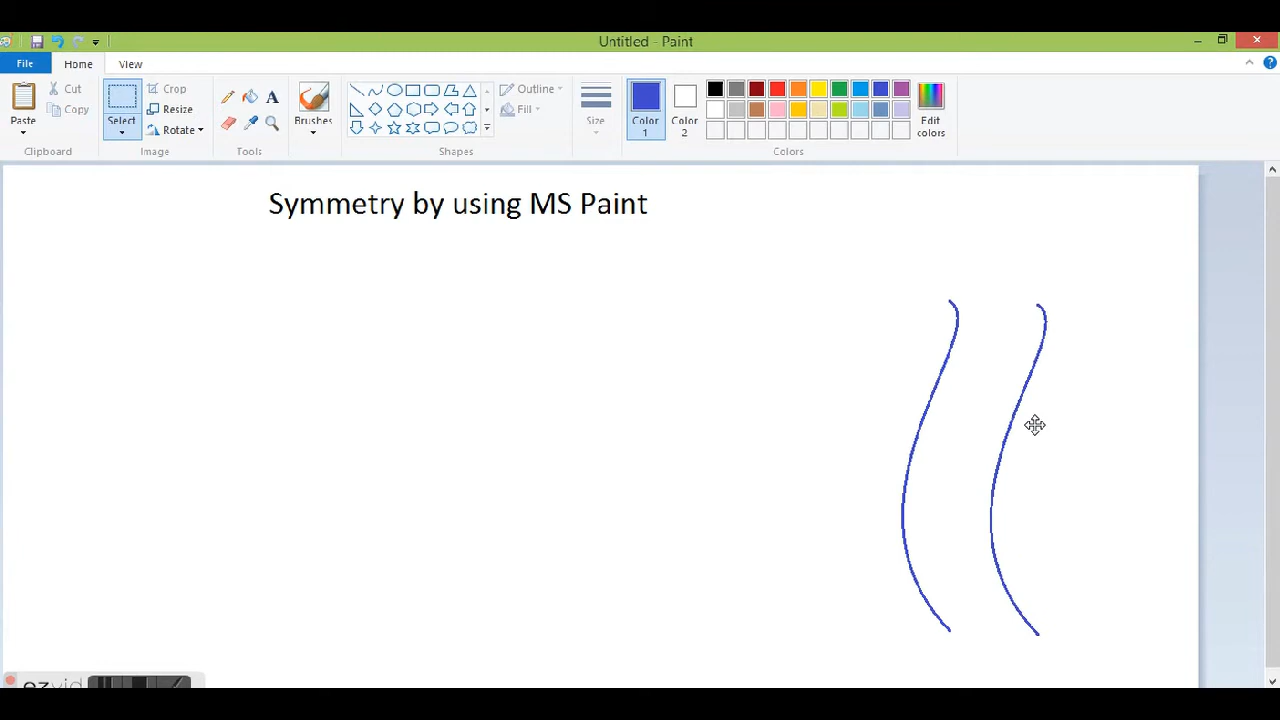 Untitled - Paint
File Home View
Paste
Cut
Copy
Clipboard
Select
Crop
Resize
Rotate
Image
A
Tools
Brushes
Outline
Fill
Shapes
Size
Color 1
Color 2
Edit colors
Colors
Symmetry by using MS Paint
ezvid